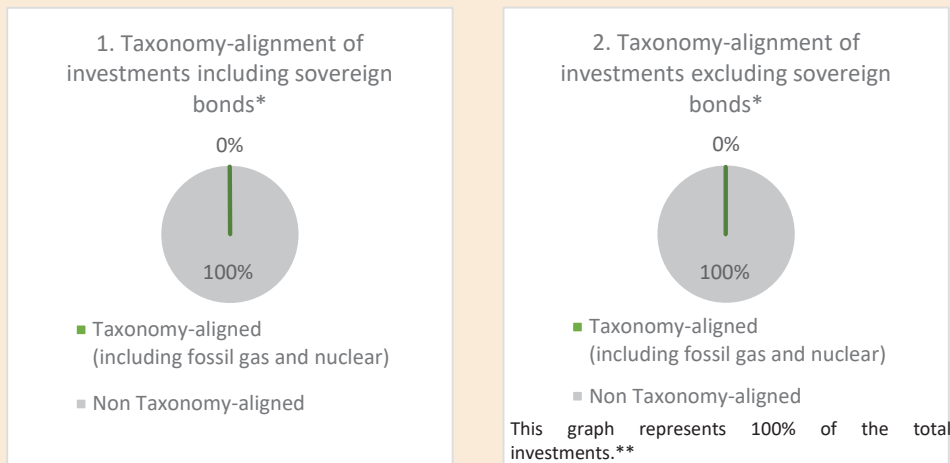 1. Taxonomy-alignment of
investments including sovereign
bonds*
0%
100%
Taxonomy-aligned
(including fossil gas and nuclear)
Non Taxonomy-aligned
2. Taxonomy-alignment of
investments excluding sovereign
bonds*
0%
100%
Taxonomy-aligned
(including fossil gas and nuclear)
Non Taxonomy-aligned
This graph represents 100% of the total
investments.**